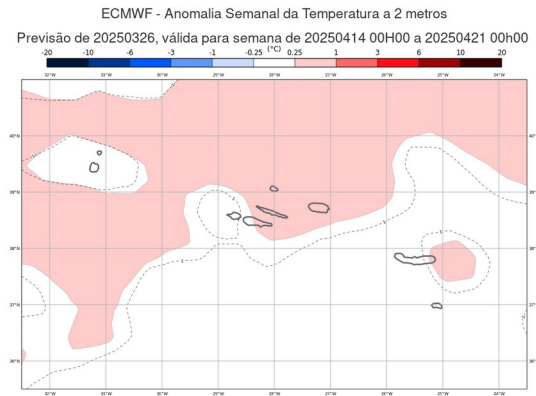 ECMWF - Anomalia Semanal da Temperatura a 2 metros
Previsão de 20250326, válida para semana de 20250414 00H00 a 20250421 00h00
(°C)
-20 -10 -6 -3 -1 -0.25 0.25 1 3 6 10 20
32°W 31°W 30°W 29°W 28°W 27°W 26°W 25°W 24°W
40°N
39°N
38°N
37°N
36°N